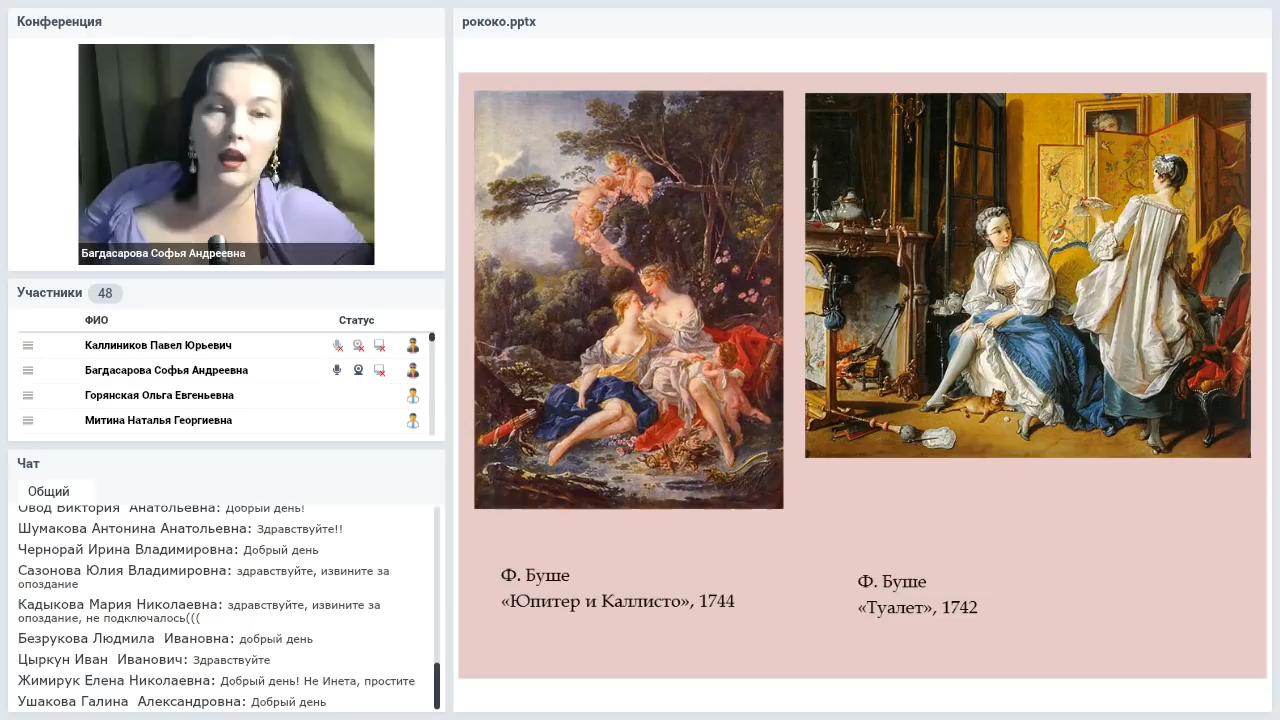 Конференция
Багдасарова Софья Андреевна
Участники 48
ФИО Статус
Каллиников Павел Юрьевич
Багдасарова Софья Андреевна
Горянская Ольга Евгеньевна
Митина Наталья Георгиевна
Чат
Общий
Овод Виктория Анатольевна: Добрый день!
Шумакова Антонина Анатольевна: Здравствуйте!!
Чернорай Ирина Владимировна: Добрый день
Сазонова Юлия Владимировна: здравствуйте, извините за
опоздание
Кадыкова Мария Николаевна: здравствуйте, извините за
опоздание, не подключалось(((
Безрукова Людмила Ивановна: добрый день
Цыркун Иван Иванович: Здравствуйте
Жимирук Елена Николаевна: Добрый день! Не Инета, простите
Ушакова Галина Александровна: Добрый день
рококо.pptx
Ф. Буше
«Юпитер и Каллисто», 1744
Ф. Буше
«Туалет», 1742